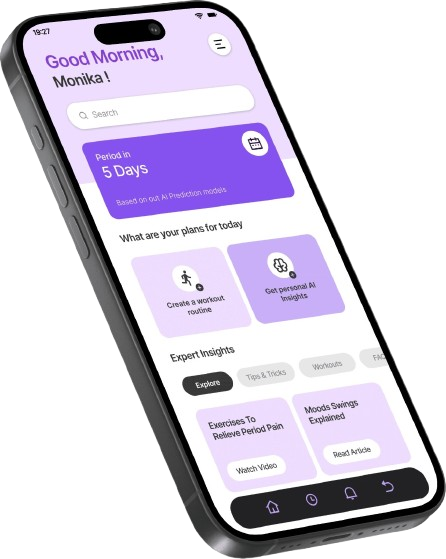 19:27
Good Morning,
Monika !
Search
Period in
5 Days
Based on out AI Prediction models
What are your plans for today
Create a workout
routine
Get personal AI
Insights
Expert Insights
Explore
Tips & Tricks
Workouts
FAQ
Exercises To
Relieve Period Pain
Watch Video
Moods Swings
Explained
Read Article